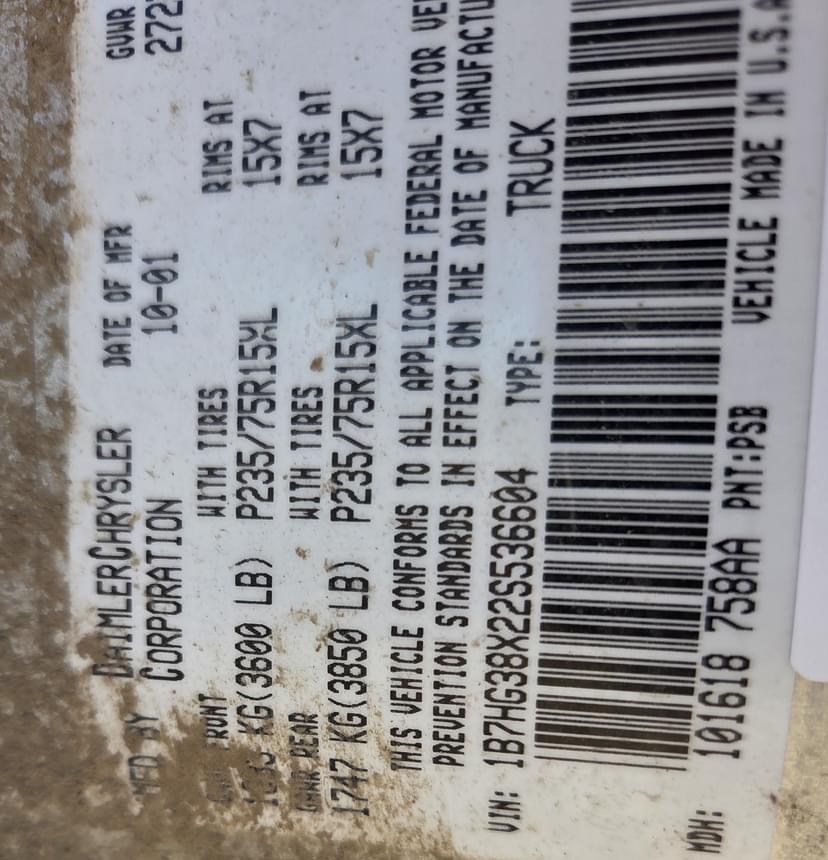 MFD BY DAIMLERCHRYSLER DATE OF MFR GVWR
CORPORATION 10-01 272
FRONT WITH TIRES RIMS AT
KG(3600 LB) P235/75R15XL 15X7
GAWR REAR WITH TIRES RIMS AT
1747 KG(3850 LB) P235/75R15XL 15X7
THIS VEHICLE CONFORMS TO ALL APPLICABLE FEDERAL MOTOR VE
PREVENTION STANDARDS IN EFFECT ON THE DATE OF MANUFACTU
VIN: 1B7HG38X22S536604 TYPE: TRUCK
MDH: 101618 758AA PNT:PSB VEHICLE MADE IN U.S.A